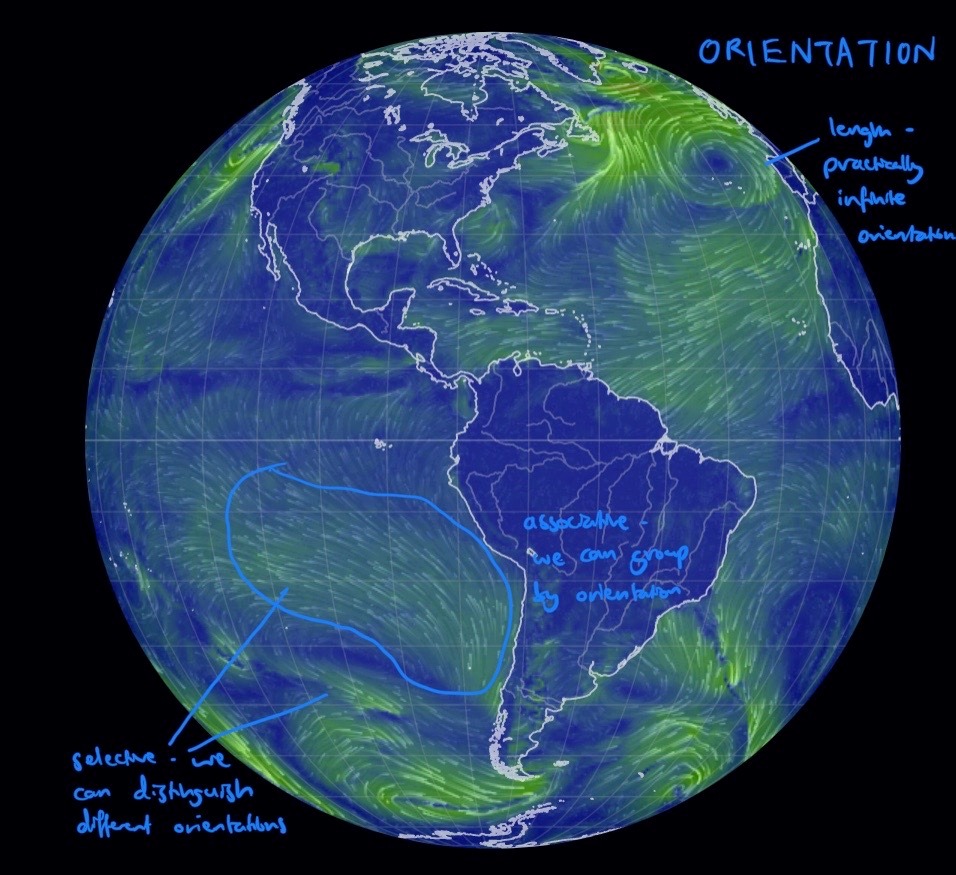 ORIENTATION
length -
practically
infinite
orientation
associative -
we can group
by orientation
selective - we
can distinguish
different orientations